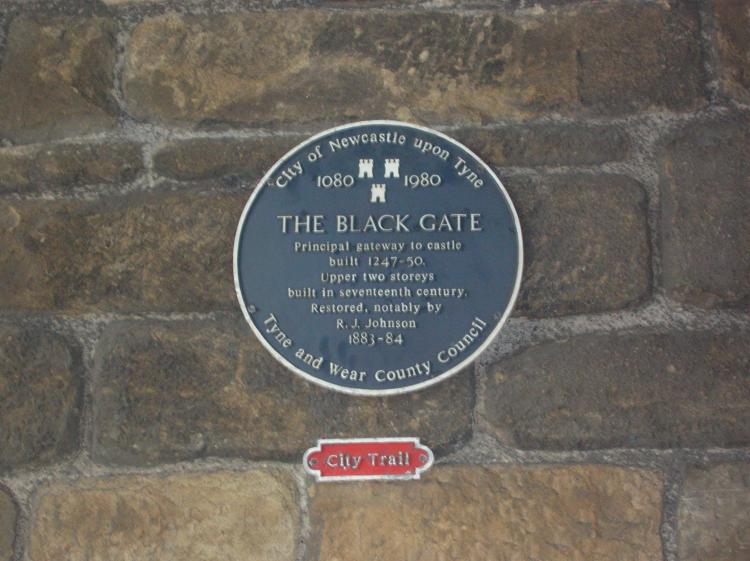 City of Newcastle upon Tyne
1080 1980
THE BLACK GATE
Principal gateway to castle
built 1247-50.
Upper two storeys
built in seventeenth century.
Restored, notably by
R. J. Johnson
1883-84
Tyne and Wear County Council
City Trail